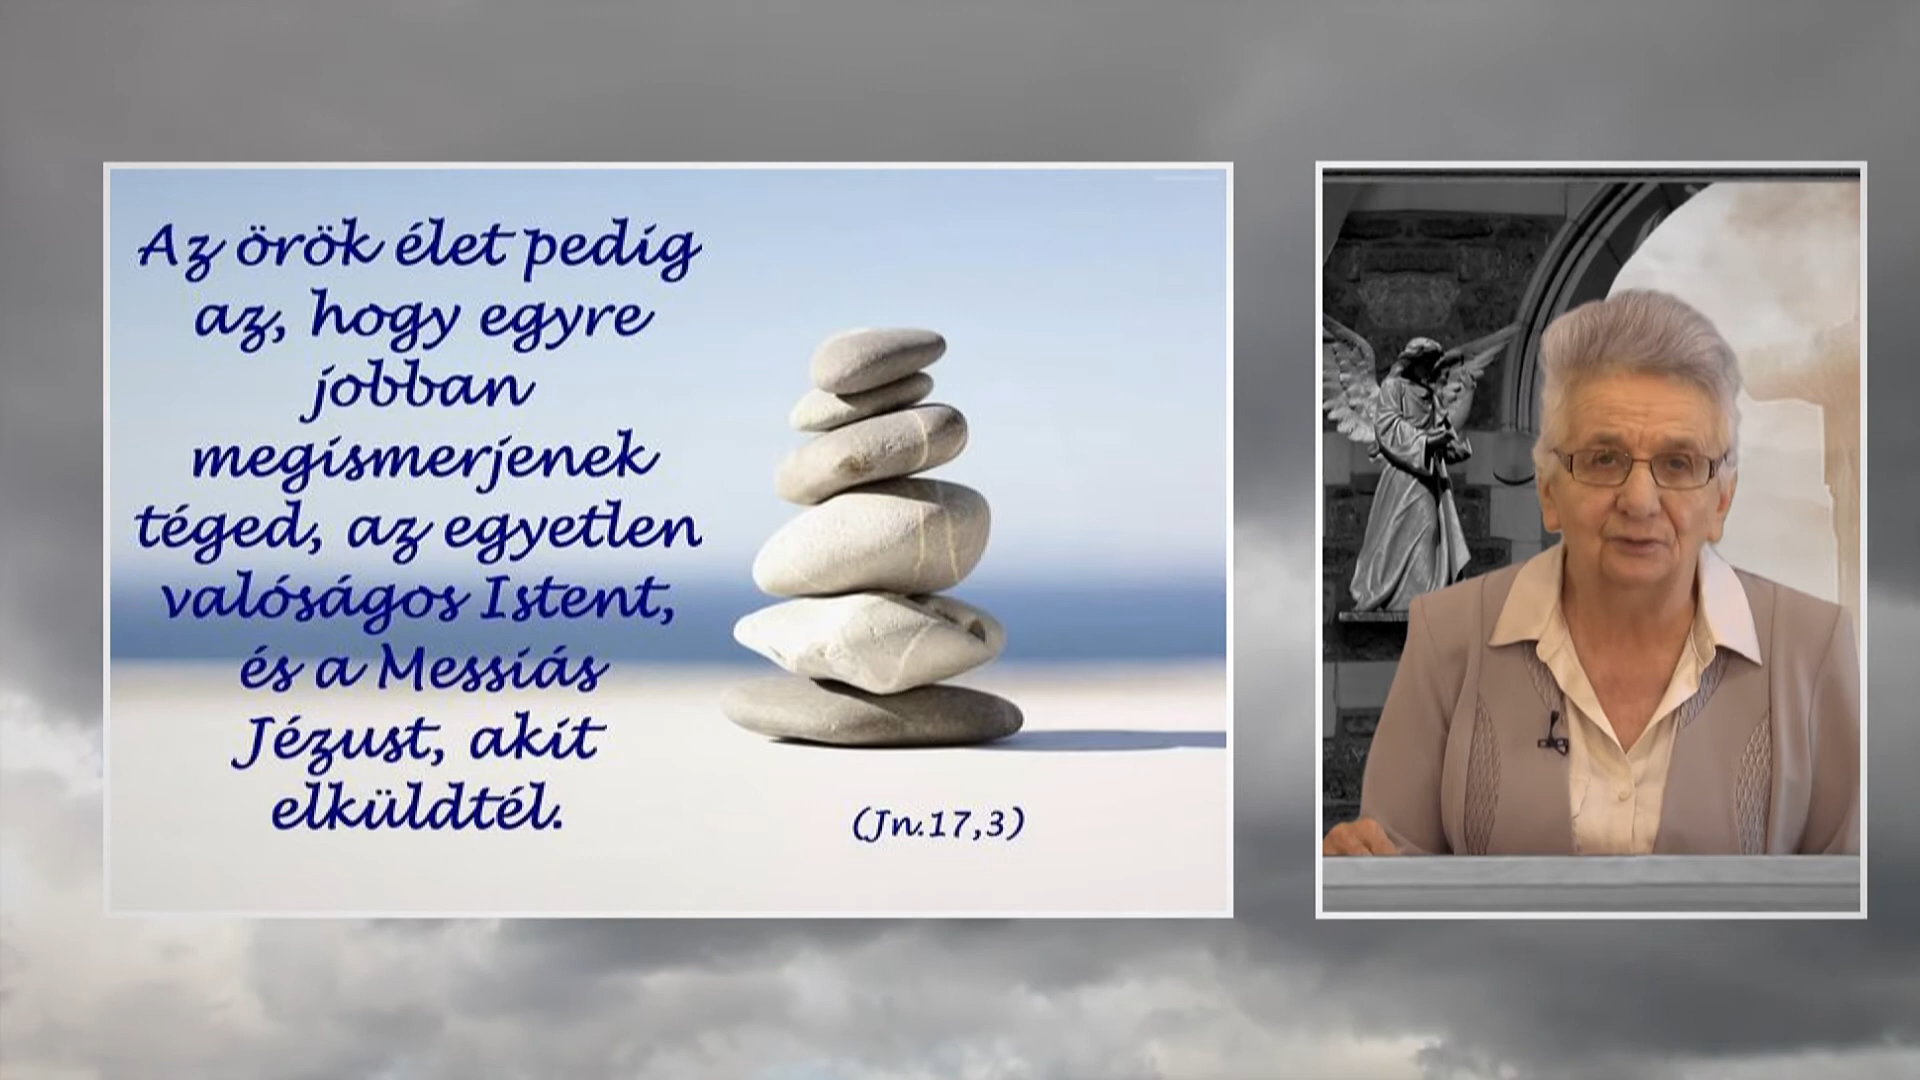 Az örök élet pedig
az, hogy egyre
jobban
megismerjenek
téged, az egyetlen
valóságos Istent,
és a Messiás
Jézust, akit
elküldtél.
(Jn.17,3)